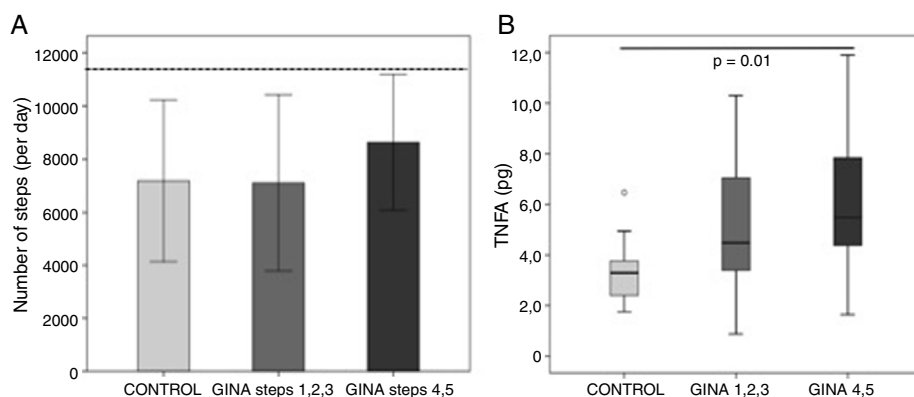 A
Number of steps (per day)
12000
10000
8000
6000
4000
2000
0
CONTROL
GINA steps 1,2,3
GINA steps 4,5
B
TNFA (pg)
12,0
10,0
8,0
6,0
4,0
2,0
0
p = 0.01
CONTROL
GINA 1,2,3
GINA 4,5